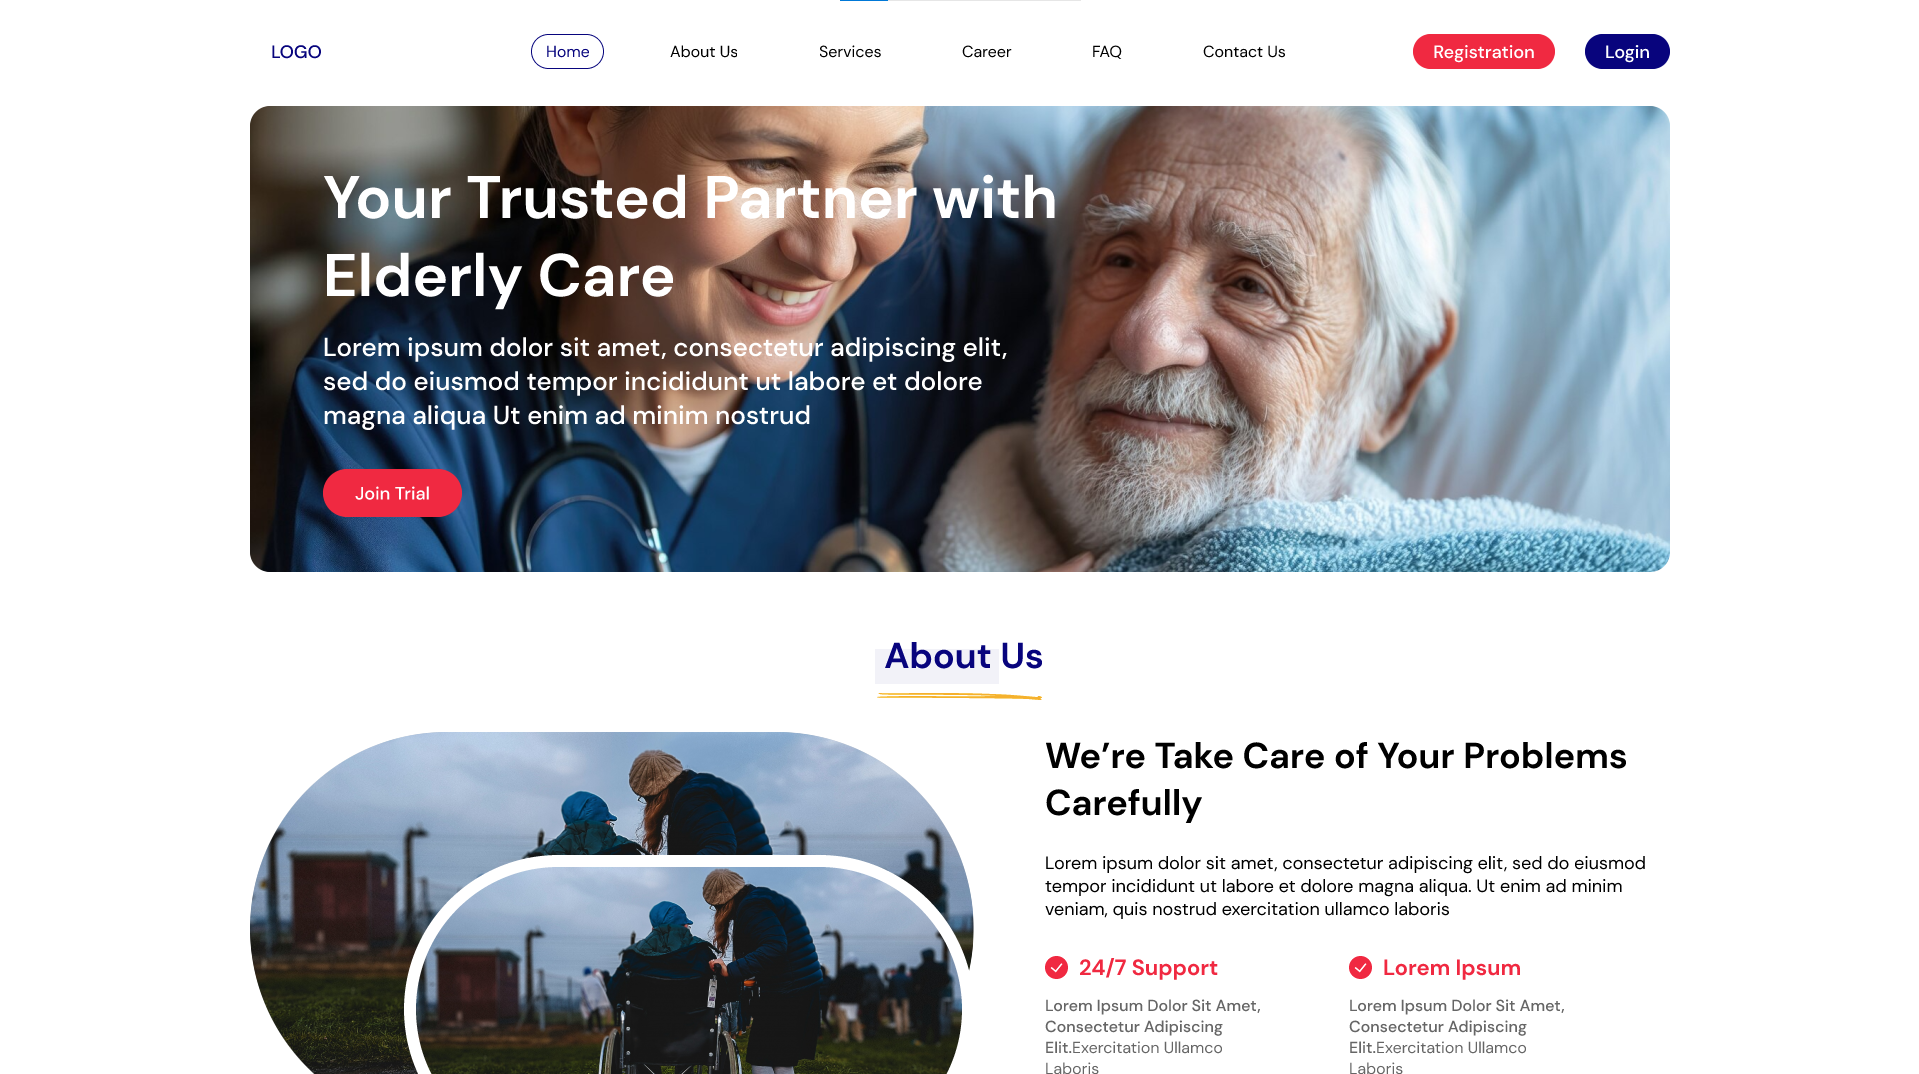 LOGO
Home
About Us
Services
Career
FAQ
Contact Us
Registration
Login
Your Trusted Partner with
Elderly Care
Lorem ipsum dolor sit amet, consectetur adipiscing elit,
sed do eiusmod tempor incididunt ut labore et dolore
magna aliqua Ut enim ad minim nostrud
Join Trial
About Us
We’re Take Care of Your Problems
Carefully
Lorem ipsum dolor sit amet, consectetur adipiscing elit, sed do eiusmod
tempor incididunt ut labore et dolore magna aliqua. Ut enim ad minim
veniam, quis nostrud exercitation ullamco laboris
24/7 Support
Lorem Ipsum Dolor Sit Amet,
Consectetur Adipiscing
Elit.Exercitation Ullamco
Laboris
Lorem Ipsum
Lorem Ipsum Dolor Sit Amet,
Consectetur Adipiscing
Elit.Exercitation Ullamco
Laboris